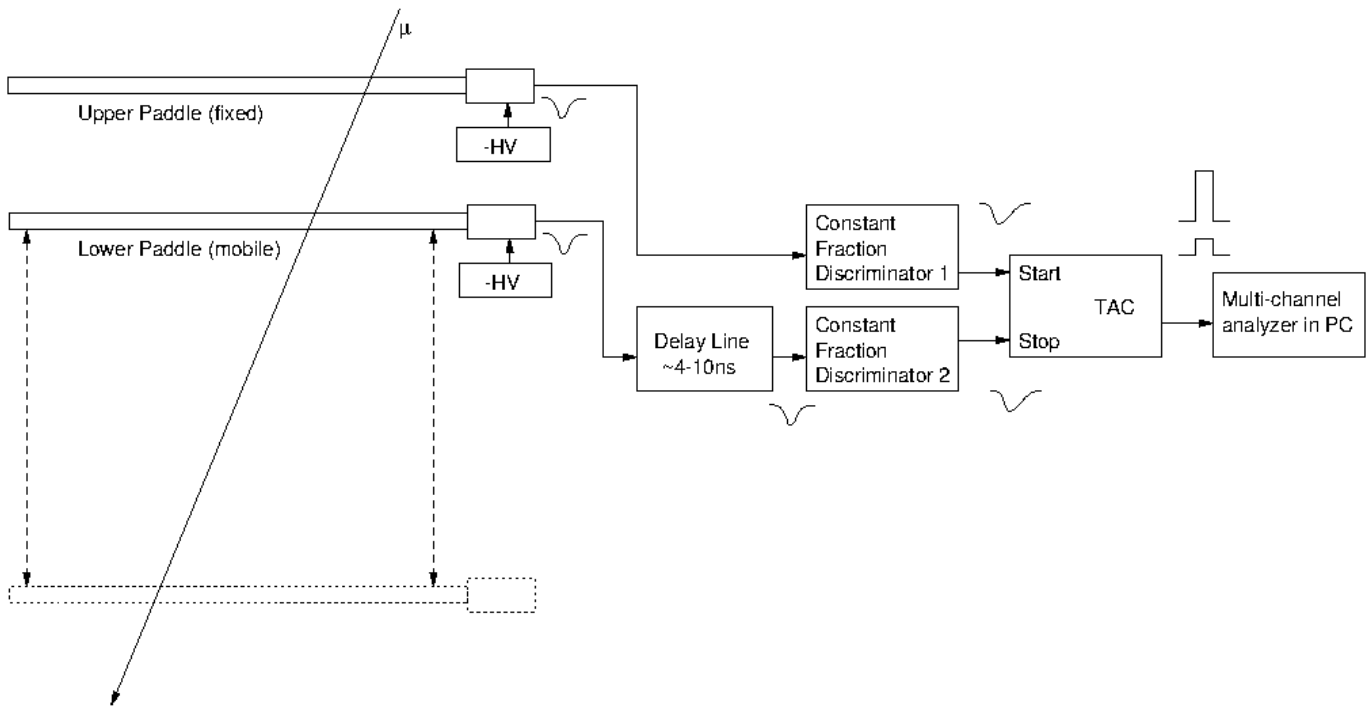 μ
Upper Paddle (fixed)
-HV
Lower Paddle (mobile)
-HV
Constant
Fraction
Discriminator 1
Delay Line
~4-10ns
Constant
Fraction
Discriminator 2
Start
TAC
Stop
Multi-channel
analyzer in PC